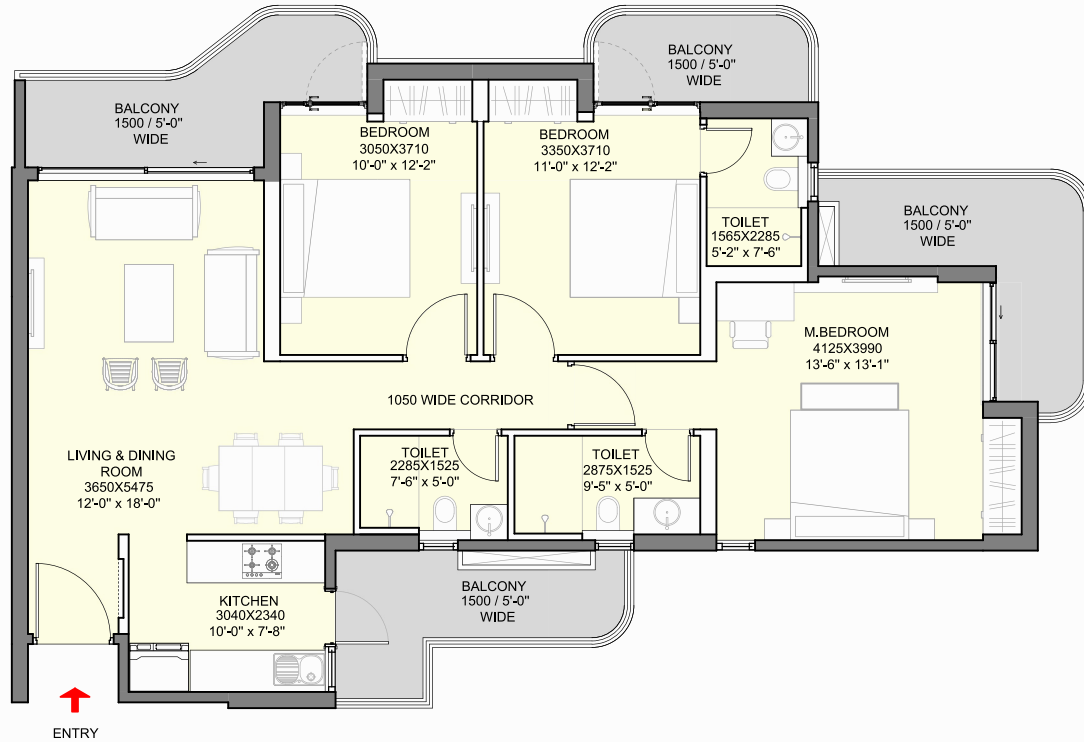 BALCONY
1500 / 5'-0"
WIDE
BALCONY
1500 / 5'-0"
WIDE
BEDROOM
3050X3710
10'-0" x 12'-2"
BEDROOM
3350X3710
11'-0" x 12'-2"
TOILET
1565X2285
5'-2" x 7'-6"
BALCONY
1500 / 5'-0"
WIDE
M.BEDROOM
4125X3990
13'-6" x 13'-1"
1050 WIDE CORRIDOR
LIVING & DINING
ROOM
3650X5475
12'-0" x 18'-0"
TOILET
2285X1525
7'-6" x 5'-0"
TOILET
2875X1525
9'-5" x 5'-0"
KITCHEN
3040X2340
10'-0" x 7'-8"
BALCONY
1500 / 5'-0"
WIDE
ENTRY